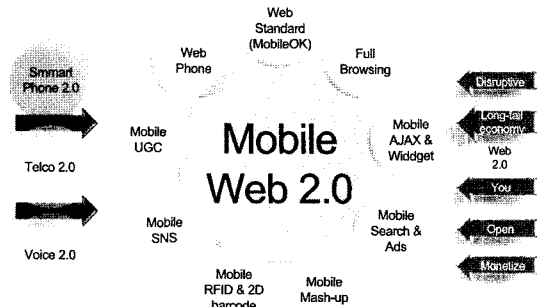 Web
Standard
(MobileOK)
Web
Phone
Full
Browsing
Smmart
Phone 2.0
Disruptive
Long-tail
economy
Mobile
UGC
Mobile
Web 2.0
Mobile
AJAX &
Widdget
Web
2.0
Telco 2.0
You
Mobile
SNS
Mobile
Search &
Ads
Open
Voice 2.0
Monetize
Mobile
RFID & 2D
barcode
Mobile
Mash-up